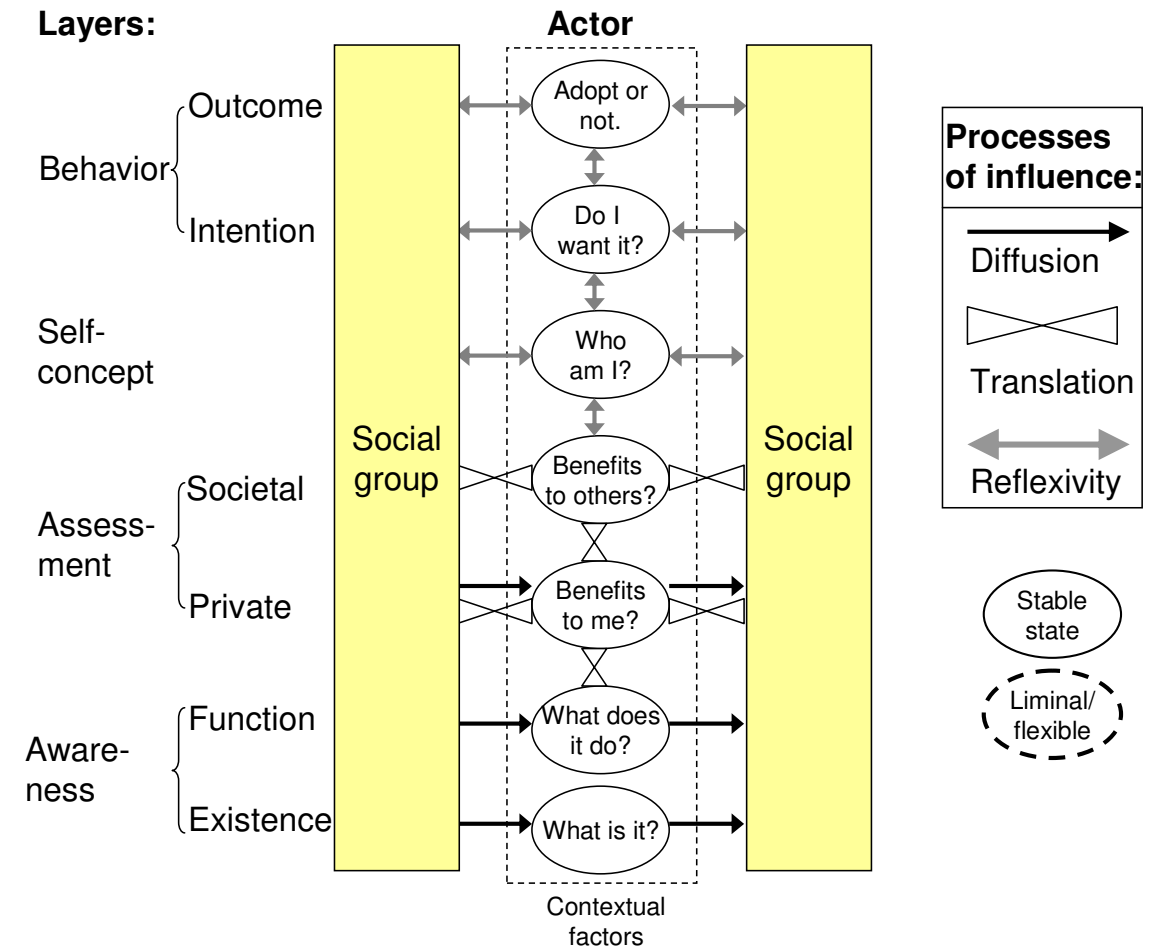 Layers:
Actor
Behavior
Outcome
Intention
Self-
concept
Assess-
ment
Societal
Private
Aware-
ness
Function
Existence
Social
group
Adopt or
not.
Do I
want it?
Who
am I?
Benefits
to others?
Benefits
to me?
What does
it do?
What is it?
Contextual
factors
Social
group
Processes
of influence:
Diffusion
Translation
Reflexivity
Stable
state
Liminal/
flexible